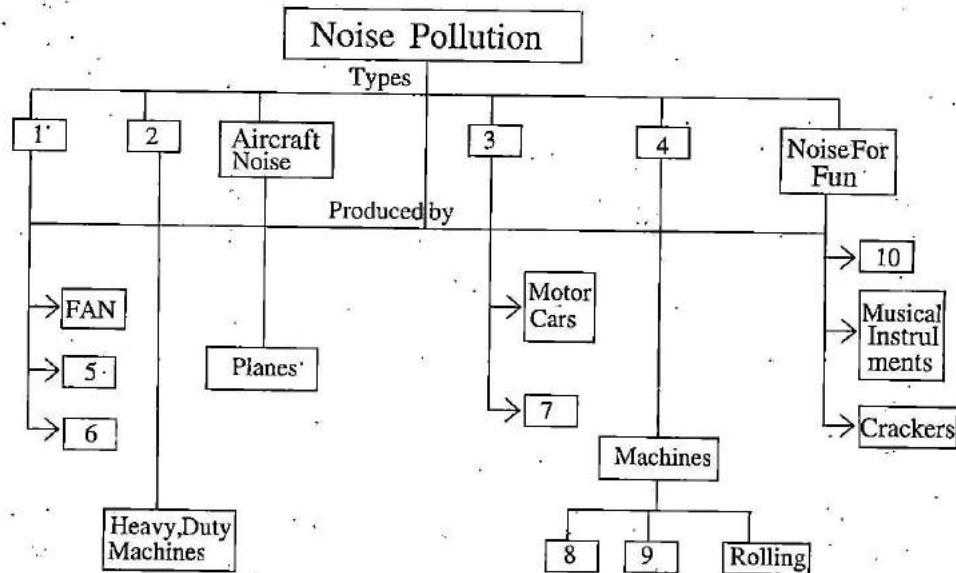 Noise Pollution
Types
1
2
Aircraft
Noise
3
4
Noise For
Fun
Produced by
10
FAN
Motor
Cars
Musical
Instrul
ments
5
Planes
6
7
Crackers
Machines
Heavy,Duty
Machines
8
9
Rolling